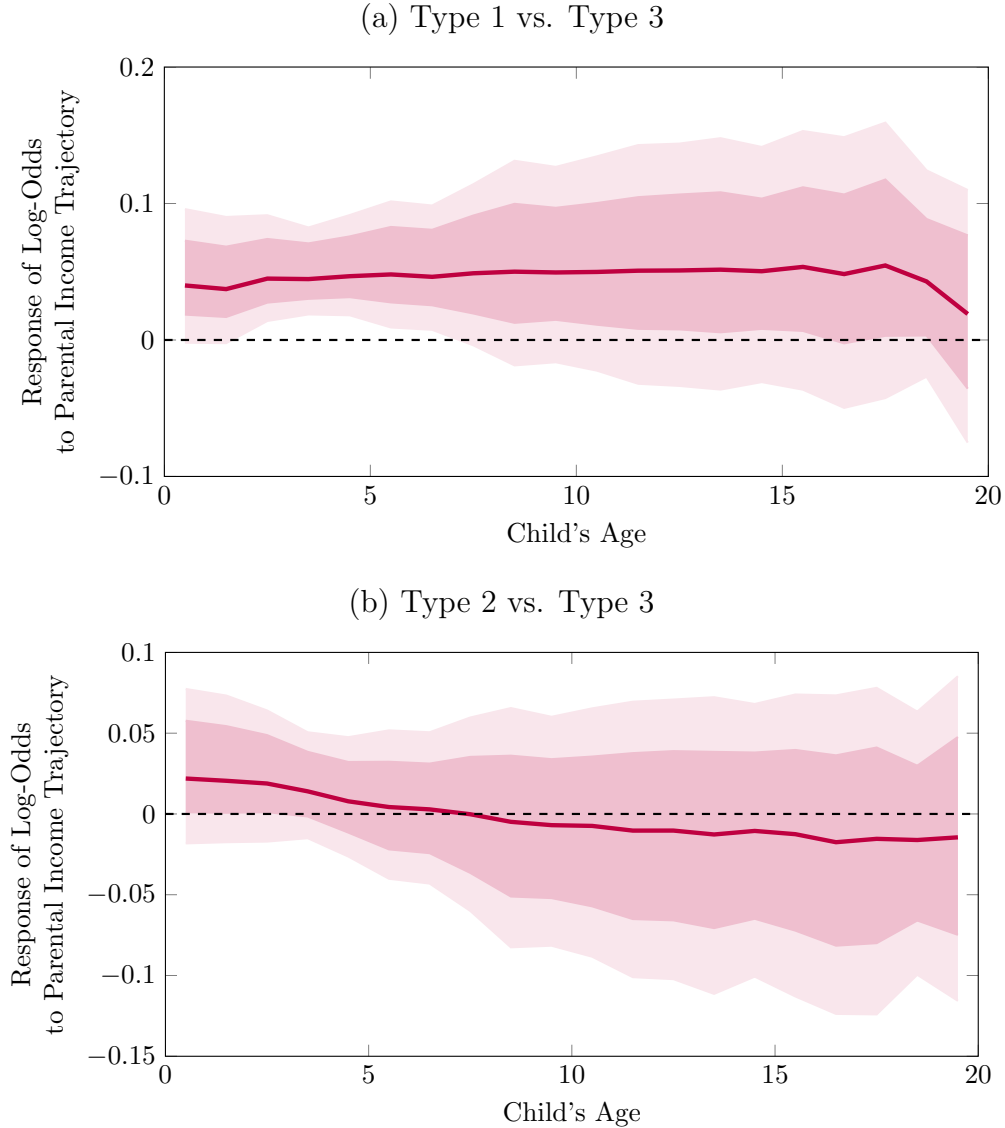 (a) Type 1 vs. Type 3
Response of Log-Odds
to Parental Income Trajectory
0.2
0.1
0
−0.1
0
5
10
15
20
Child's Age
(b) Type 2 vs. Type 3
Response of Log-Odds
to Parental Income Trajectory
0.1
0.05
0
−0.05
−0.1
−0.15
0
5
10
15
20
Child's Age